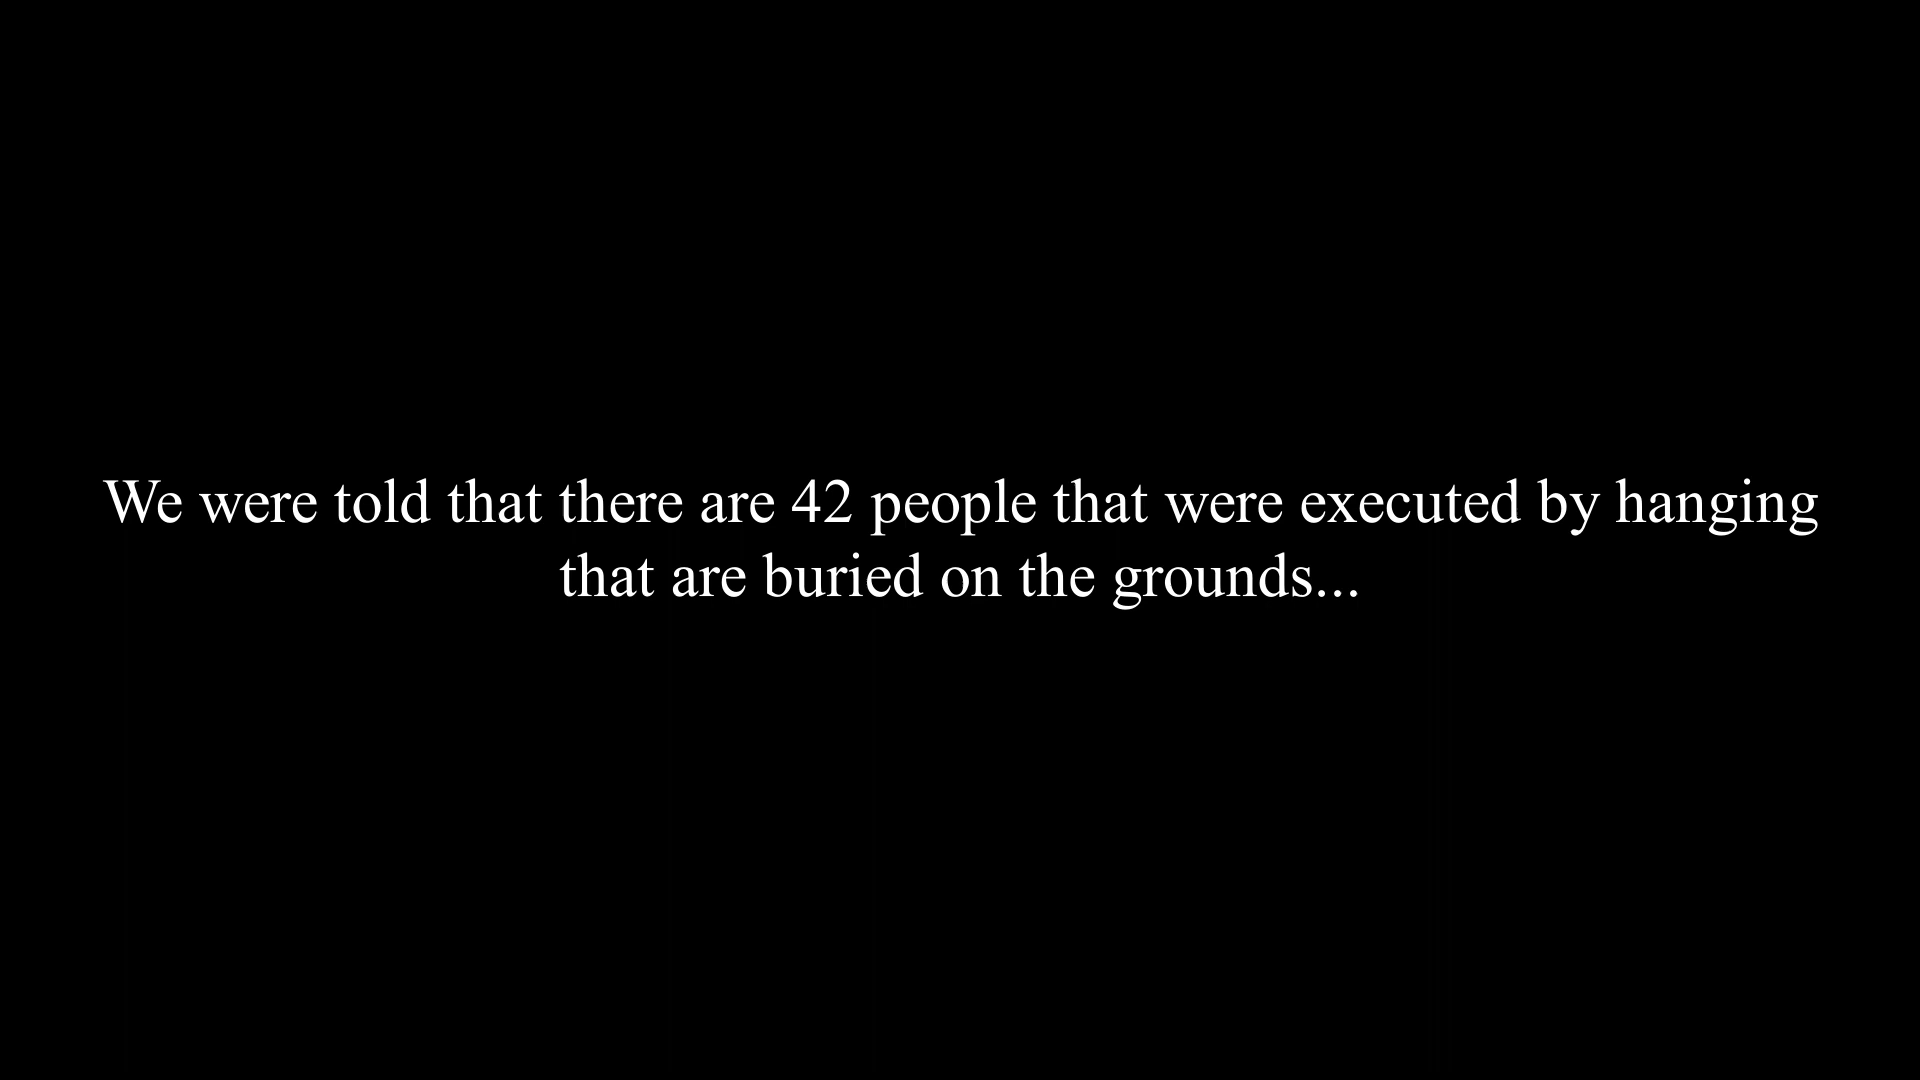 We were told that there are 42 people that were executed by hanging
that are buried on the grounds...